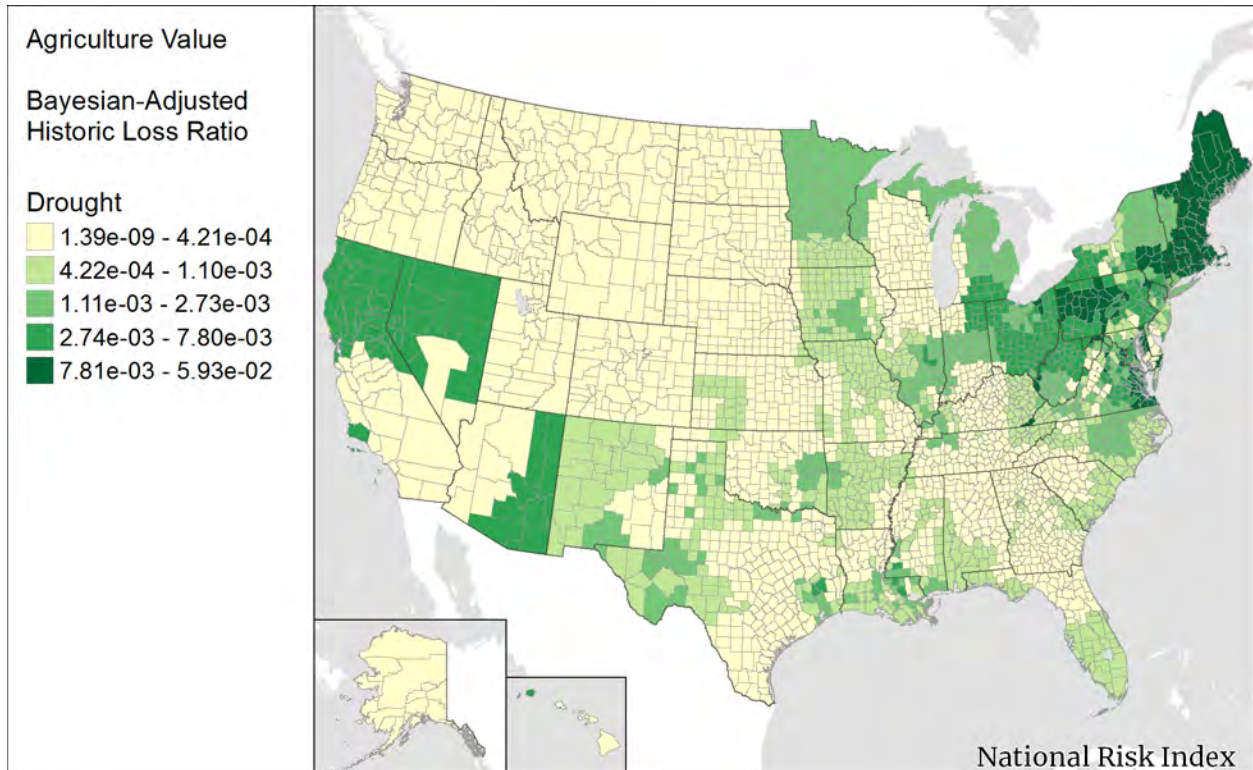 Agriculture Value
Bayesian-Adjusted
Historic Loss Ratio
Drought
1.39e-09 - 4.21e-04
4.22e-04 - 1.10e-03
1.11e-03 - 2.73e-03
2.74e-03 - 7.80e-03
7.81e-03 - 5.93e-02
National Risk Index